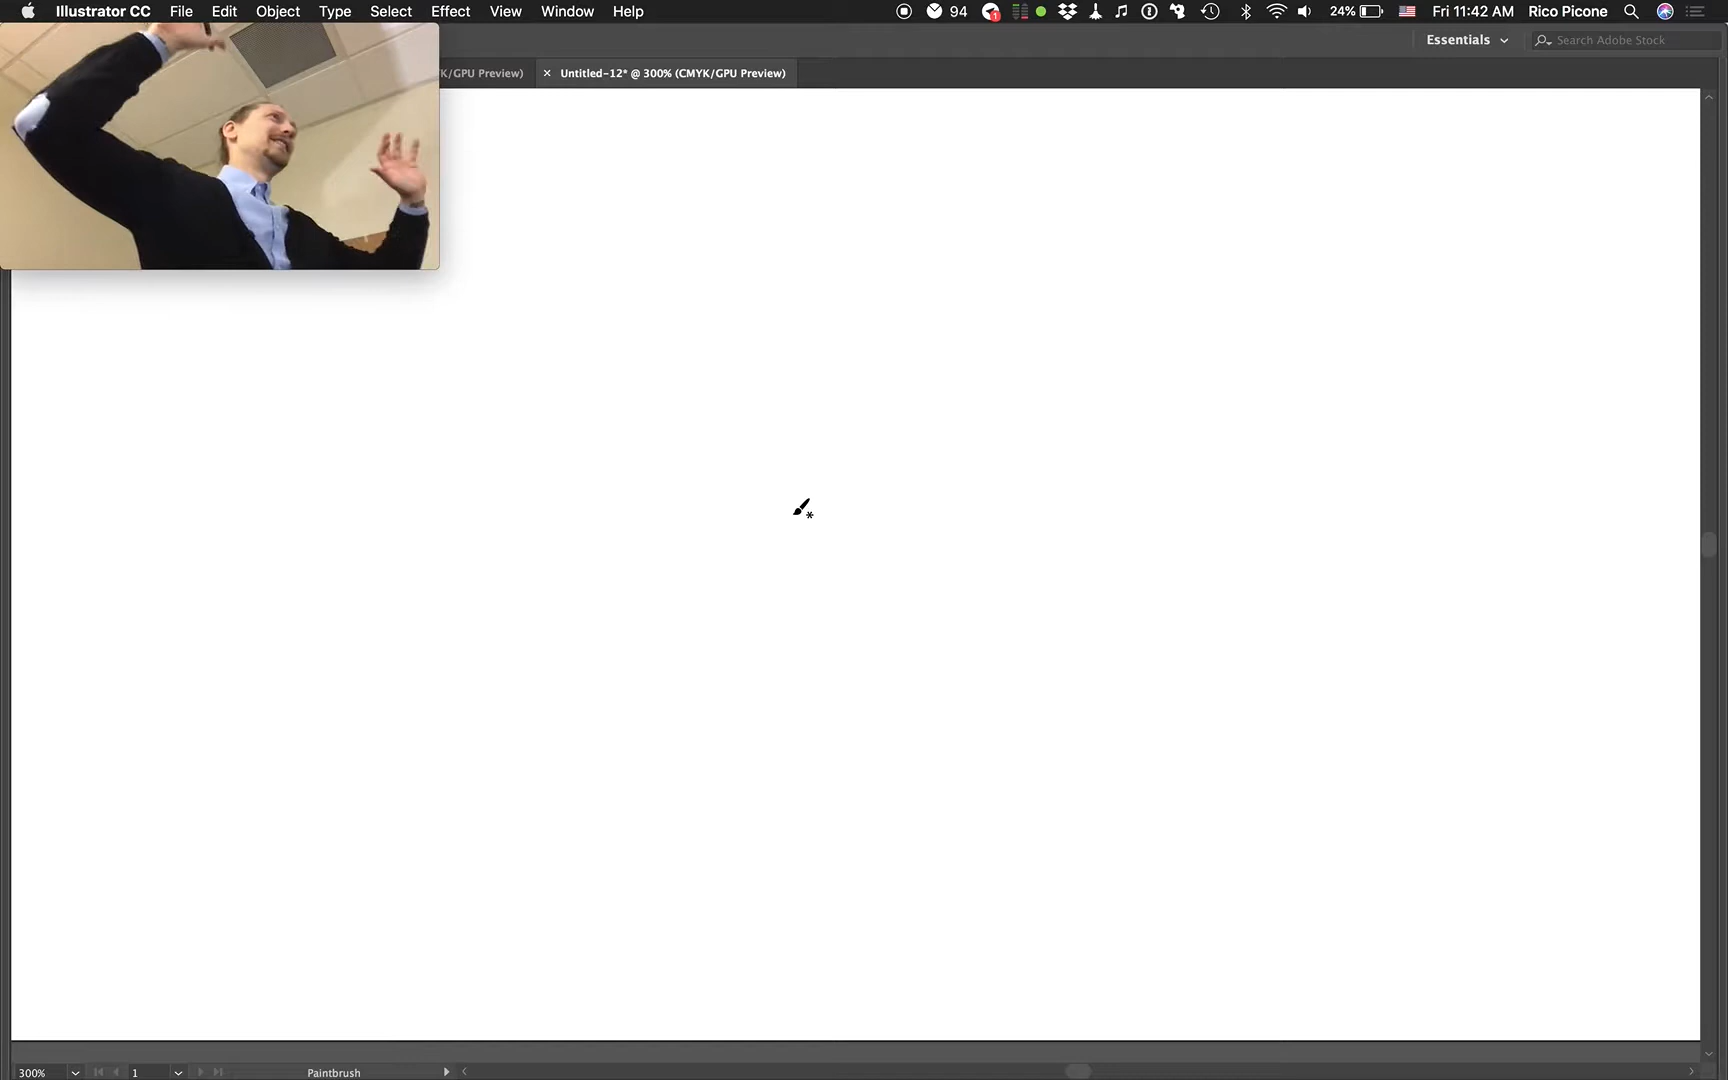 Illustrator CC File Edit Object Type Select Effect View Window Help 94 1 24% Fri 11:42 AM Rico Picone
Essentials Search Adobe Stock
K/GPU Preview) × Untitled-12* @ 300% (CMYK/GPU Preview)
300% 1 Paintbrush